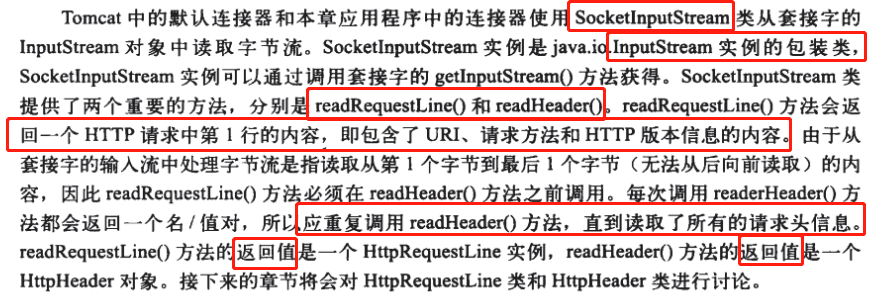 Tomcat 中的默认连接器和本章应用程序中的连接器使用 SocketInputStream 类从套接字的
InputStream 对象中读取字节流。SocketInputStream 实例是 java.io.InputStream 实例的包装类，
SocketInputStream 实例可以通过调用套接字的 getInputStream() 方法获得。SocketInputStream 类
提供了两个重要的方法，分别是 readRequestLine() 和 readHeader()。readRequestLine() 方法会返
回一个 HTTP 请求中第 1 行的内容，即包含了 URI、请求方法和 HTTP 版本信息的内容。由于从
套接字的输入流中处理字节流是指读取从第 1 个字节到最后 1 个字节（无法从后向前读取）的内
容，因此 readRequestLine() 方法必须在 readHeader() 方法之前调用。每次调用 readerHeader() 方
法都会返回一个名 / 值对，所以应重复调用 readHeader() 方法，直到读取了所有的请求头信息。
readRequestLine() 方法的返回值是一个 HttpRequestLine 实例，readHeader() 方法的返回值是一个
HttpHeader 对象。接下来的章节将会对 HttpRequestLine 类和 HttpHeader 类进行讨论。